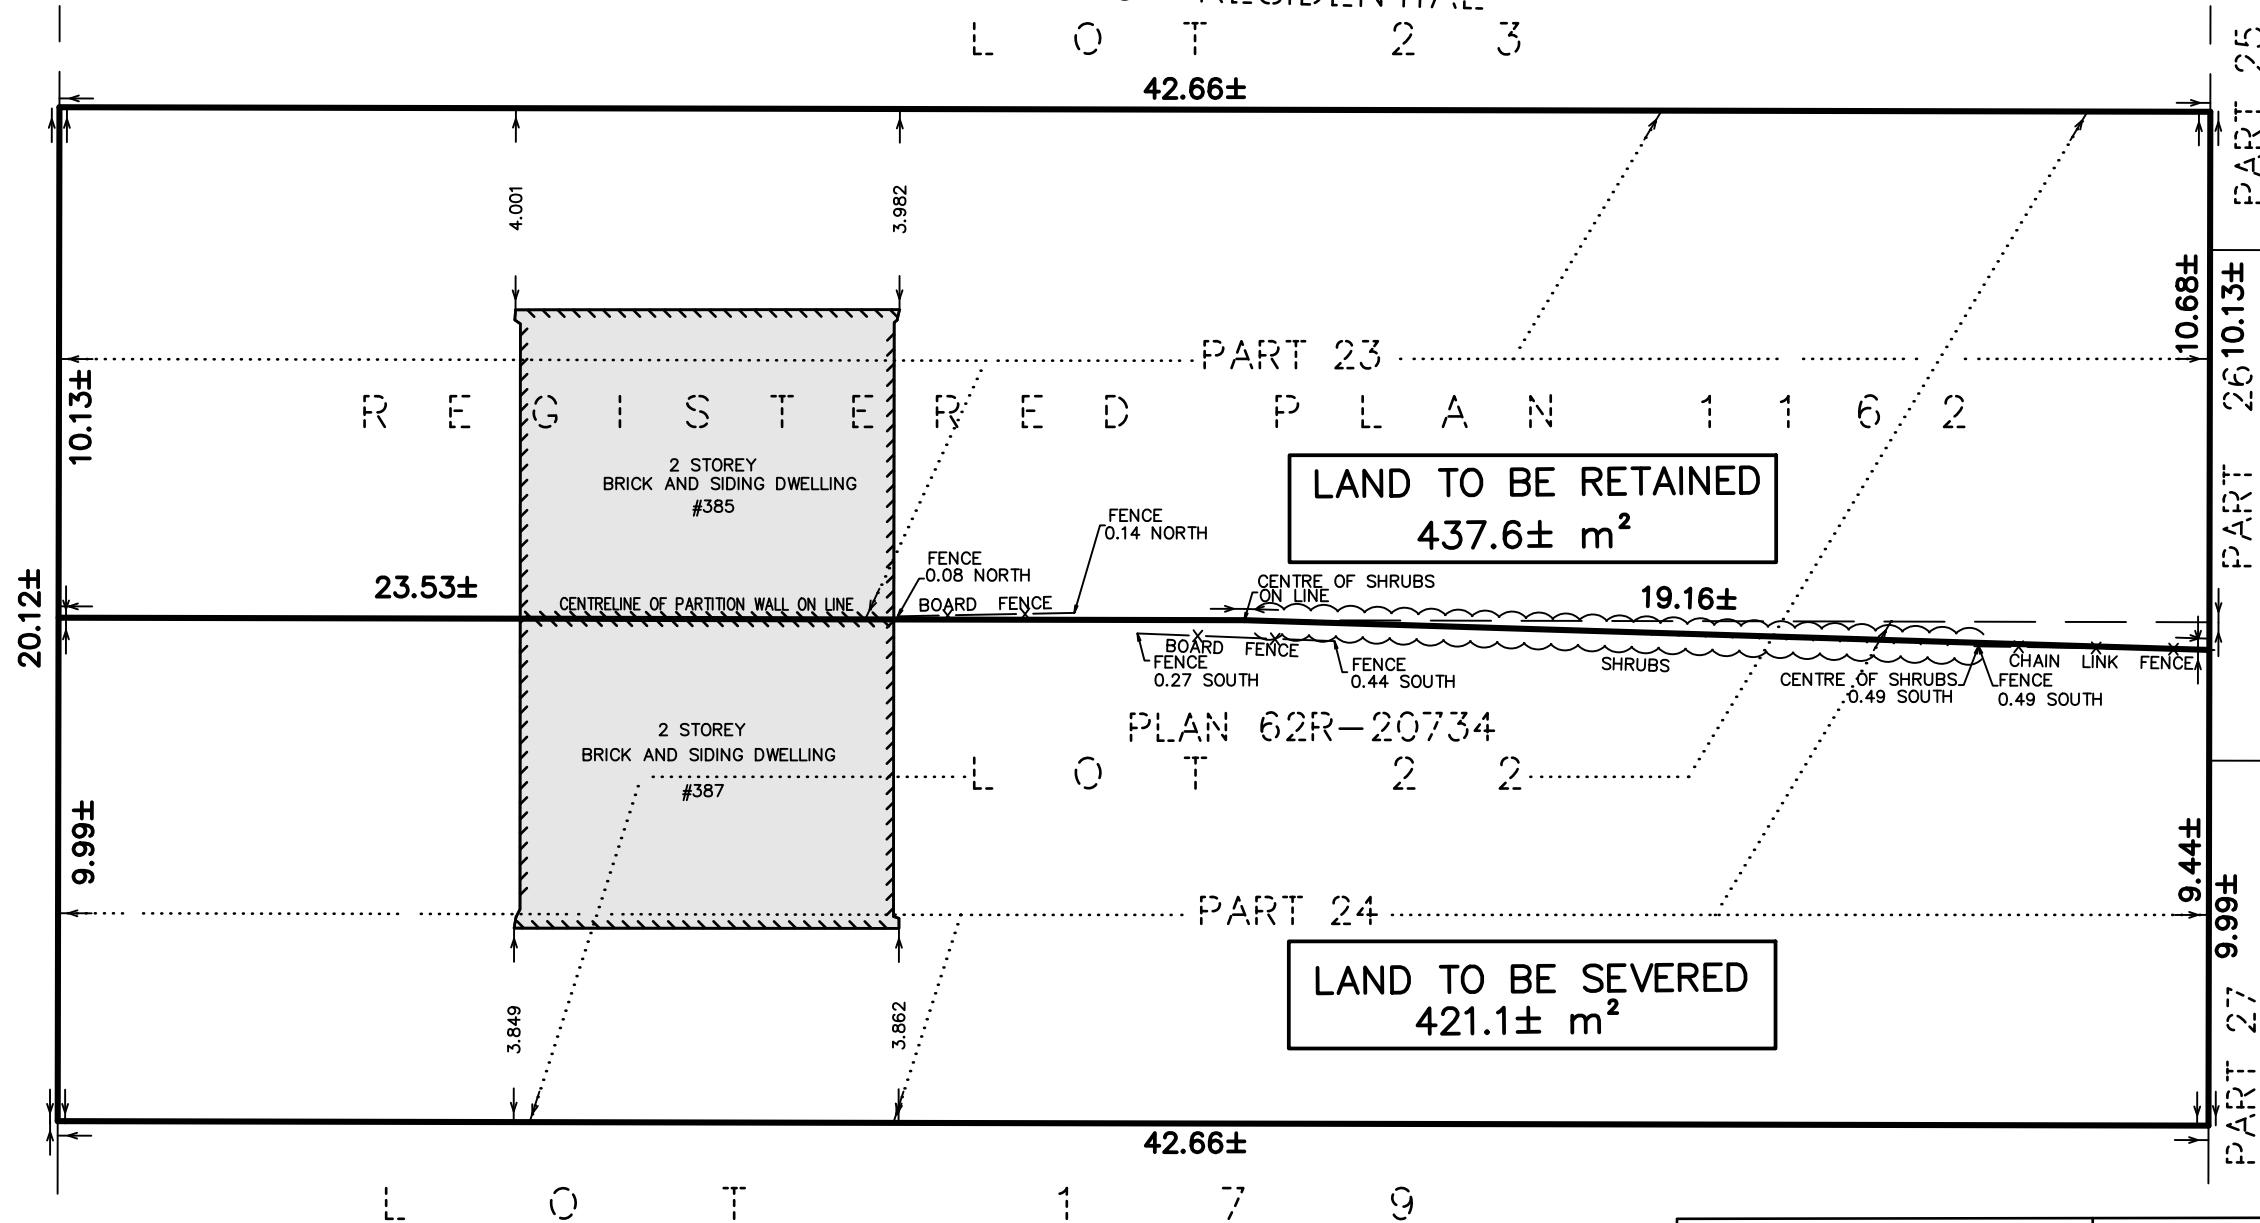 RESIDENTIAL
LOT 23
42.66±
PART 25
4.001
3.982
10.68±
10.13±
PART 26
PART 23
10.13±
REGISTERED PLAN 1162
2 STOREY
BRICK AND SIDING DWELLING
#385
LAND TO BE RETAINED
437.6± m²
FENCE
0.14 NORTH
FENCE
0.08 NORTH
20.12±
23.53±
CENTRELINE OF PARTITION WALL ON LINE
BOARD FENCE
CENTRE OF SHRUBS
ON LINE
19.16±
BOARD FENCE
FENCE
0.27 SOUTH
FENCE
0.44 SOUTH
SHRUBS
CHAIN LINK FENCE
CENTRE OF SHRUBS
0.49 SOUTH
FENCE
0.49 SOUTH
PLAN 62R-20734
2 STOREY
BRICK AND SIDING DWELLING
#387
LOT 22
9.99±
9.44±
9.99±
PART 24
LAND TO BE SEVERED
421.1± m²
3.849
3.862
PART 27
42.66±
LOT 179